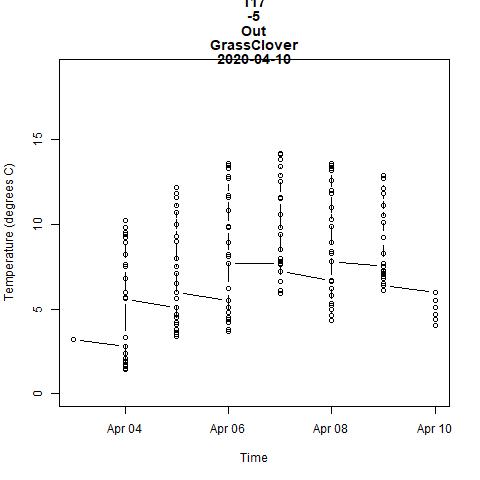 117
-5
Out
GrassClover
2020-04-10
Temperature (degrees C)
15
10
5
0
Apr 04
Apr 06
Apr 08
Apr 10
Time